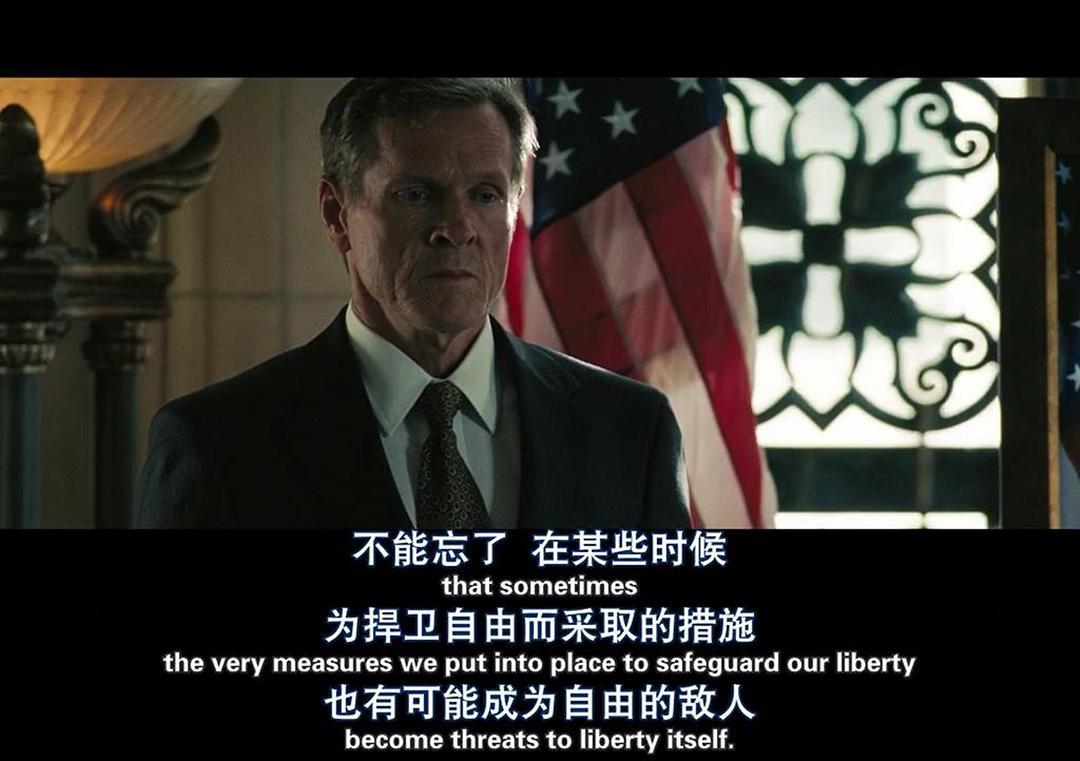 不能忘了 在某些时候
that sometimes
为捍卫自由而采取的措施
the very measures we put into place to safeguard our liberty
也有可能成为自由的敌人
become threats to liberty itself.